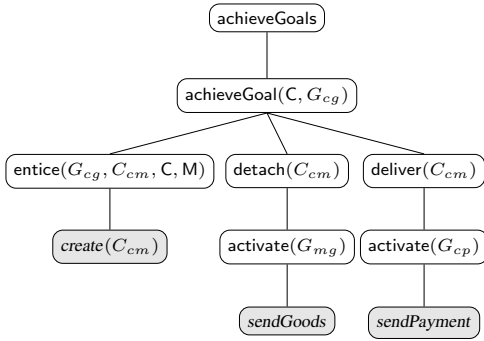 achieveGoals
achieveGoal(C, G_cg)
entice(G_cg, C_cm, C, M) detach(C_cm) deliver(C_cm)
create(C_cm) activate(G_mg) activate(G_cp)
sendGoods sendPayment